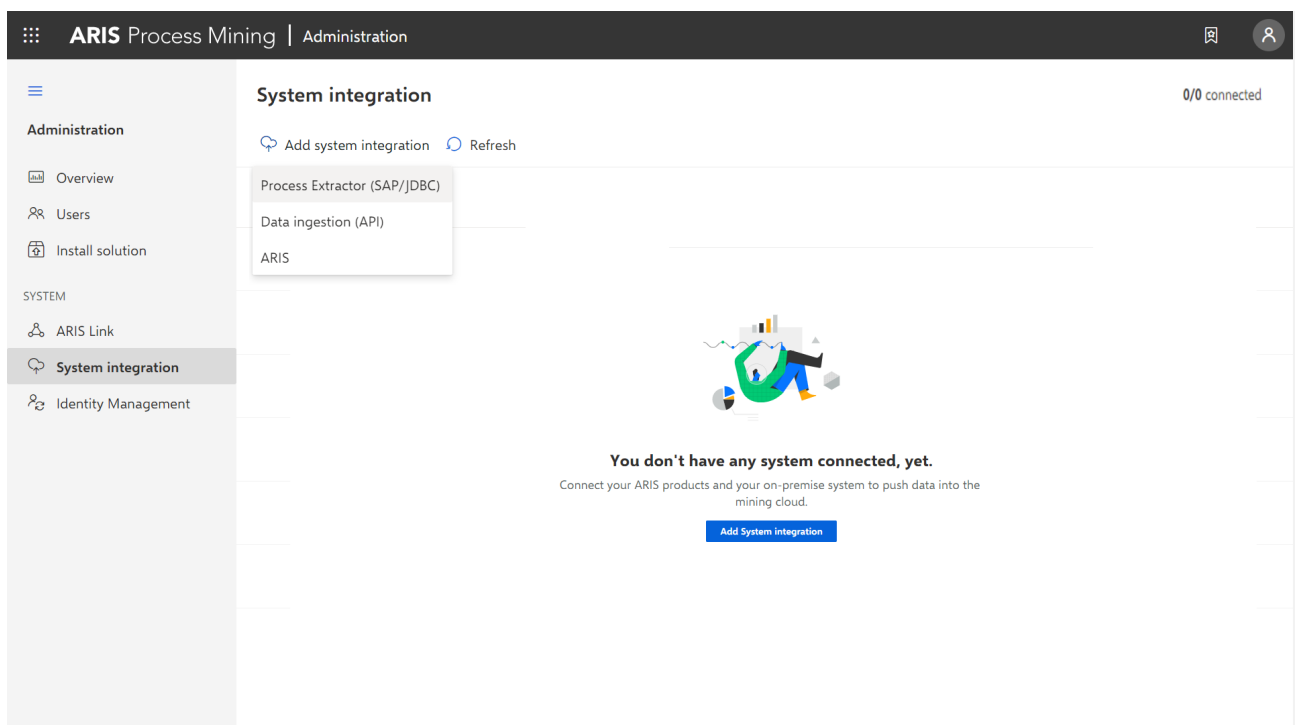 ARIS Process Mining | Administration
Administration
Overview
Users
Install solution
SYSTEM
ARIS Link
System integration
Identity Management
System integration
0/0 connected
Add system integration Refresh
Process Extractor (SAP/JDBC)
Data ingestion (API)
ARIS
You don't have any system connected, yet.
Connect your ARIS products and your on-premise system to push data into the
mining cloud.
Add System integration